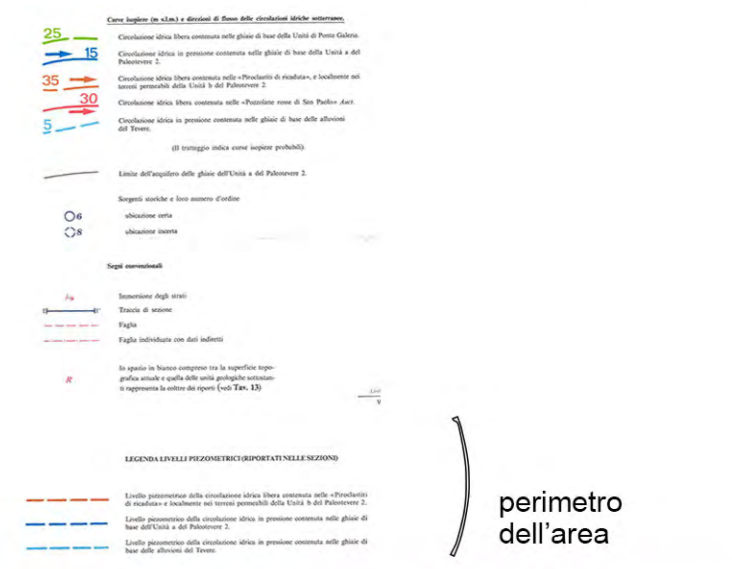 Curve isopieze (m s.l.m.) e direzioni di flusso delle circolazioni idriche sotterranee.
25
Circolazione idrica libera contenuta nelle ghiaie di base della Unità di Ponte Galeria.
15
Circolazione idrica in pressione contenuta nelle ghiaie di base della Unità a del
Paleotevere 2.
35
Circolazione idrica libera contenuta nelle «Piroclastiti di ricaduta», e localmente nei
terreni permeabili della Unità b del Paleotevere 2.
30
Circolazione idrica libera contenuta nelle «Pozzolane rosse di San Paolo» Auct.
5
Circolazione idrica in pressione contenuta nelle ghiaie di base delle alluvioni
del Tevere.
(Il tratteggio indica curve isopieze probabili).
Limite dell'acquifero delle ghiaie dell'Unità a del Paleotevere 2.
Sorgenti storiche e loro numero d'ordine
6
ubicazione certa
8
ubicazione incerta
Segni convenzionali
Immersione degli strati
Traccia di sezione
Faglia
Faglia individuata con dati indiretti
R
lo spazio in bianco compreso tra la superficie topo-
grafica attuale e quella delle unità geologiche sottostan-
ti rappresenta la coltre dei riporti (vedi Tav. 13)
9
LEGENDA LIVELLI PIEZOMETRICI (RIPORTATI NELLE SEZIONI)
Livello piezometrico della circolazione idrica libera contenuta nelle «Piroclastiti
di ricaduta» e localmente nei terreni permeabili della Unità b del Paleotevere 2.
Livello piezometrico della circolazione idrica in pressione contenuta nelle ghiaie di
base dell'Unità a del Paleotevere 2.
Livello piezometrico della circolazione idrica in pressione contenuta nelle ghiaie di
base delle alluvioni del Tevere.
perimetro
dell'area